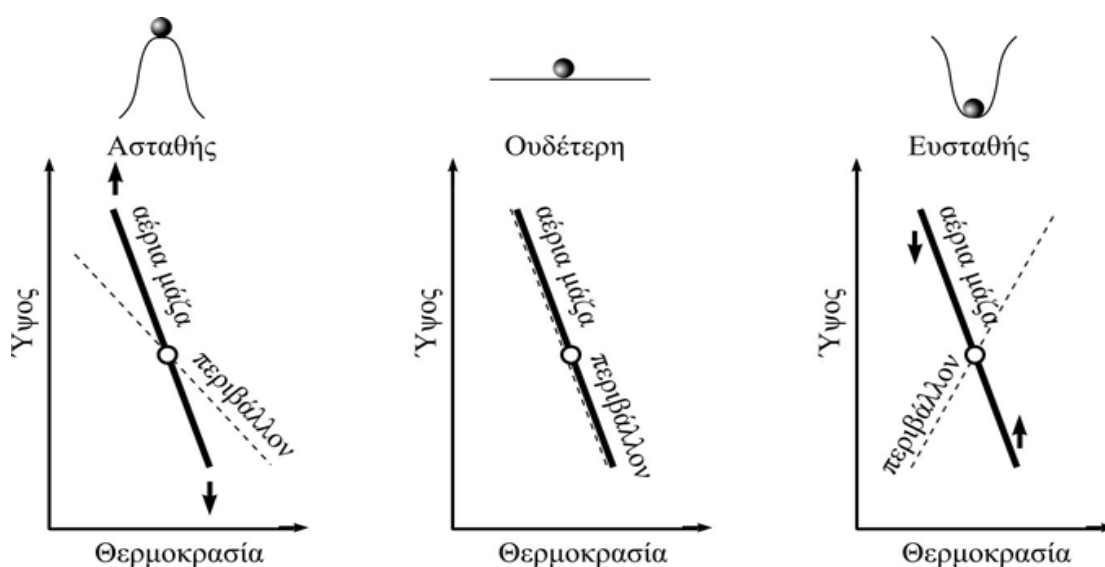 Ασταθής
Ουδέτερη
Ευσταθής
Ύψος
αέρια μάζα
περιβάλλον
Θερμοκρασία
Ύψος
αέρια μάζα
περιβάλλον
Θερμοκρασία
Ύψος
αέρια μάζα
περιβάλλον
Θερμοκρασία